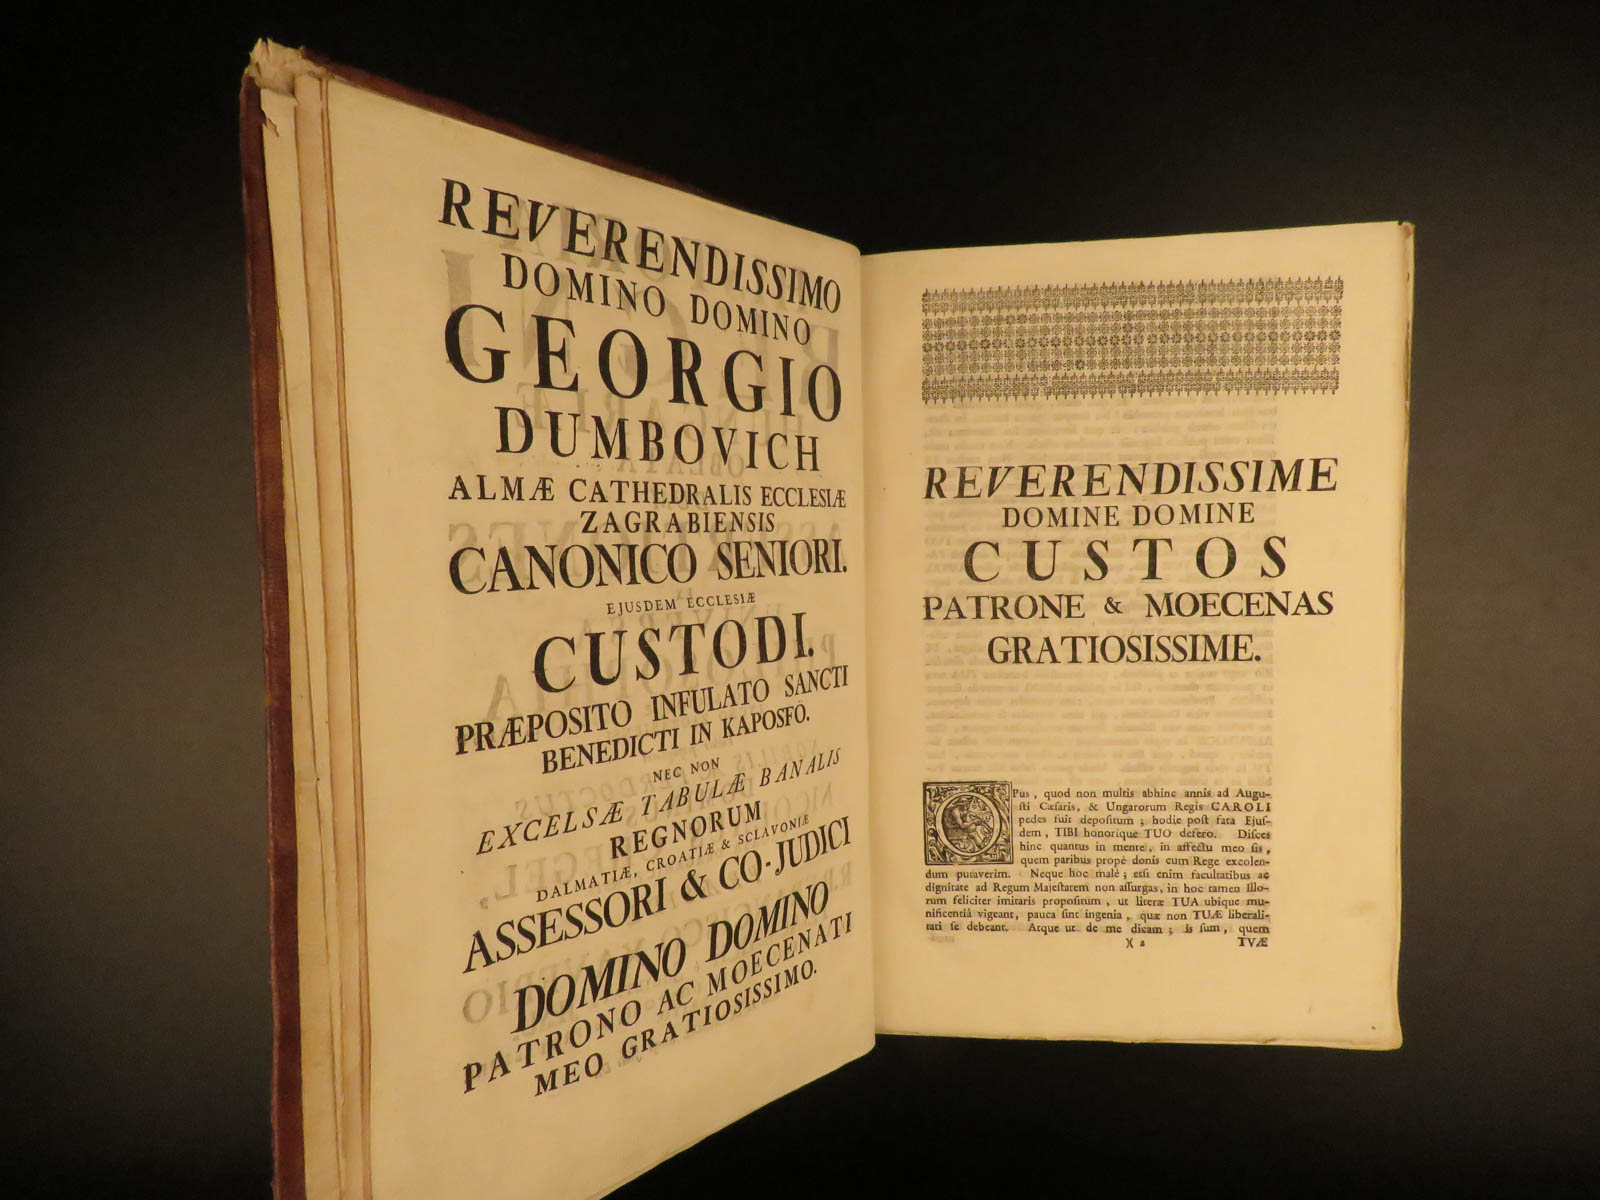 REVERENDISSIMO
DOMINO DOMINO
GEORGIO
DUMBOVICH
ALMÆ CATHEDRALIS ECCLESIÆ
ZAGRABIENSIS
CANONICO SENIORI.
EJUSDEM ECCLESIÆ
CUSTODI.
PRÆPOSITO INFULATO SANCTI
BENEDICTI IN KAPOSFÖ.
NEC NON
EXCELSÆ TABULÆ BANALIS
REGNORUM
DALMATIÆ, CROATIÆ & SCLAVONIÆ
ASSESSORI & CO-JUDICI
DOMINO DOMINO
PATRONO AC MOECENATI
MEO GRATIOSISSIMO.
REVERENDISSIME
DOMINE DOMINE
CUSTOS
PATRONE & MOECENAS
GRATIOSISSIME.
OPus, quod non multis abhinc annis ad Augu-
sti Cæsaris, & Ungarorum Regis CAROLI
pedes fuit depositum; hodie post fata Ejus-
dem, TIBI honorique TUO defero. Disces
hinc quantus in mente, in affectu meo sis,
quem paribus propè donis cum Rege excolen-
dum putaverim. Neque hoc malè; etsi enim facultatibus ac
dignitate ad Regum Majestatem non assurgas, in hoc tamen Illo-
rum feliciter imitaris propositum, ut literæ TUA ubique mu-
nificentiâ vigeant, pauca sint ingenia, quæ non TUÆ liberali-
tati se debeant. Atque ut de me dicam; is sum, quem
)( 2 TVÆ